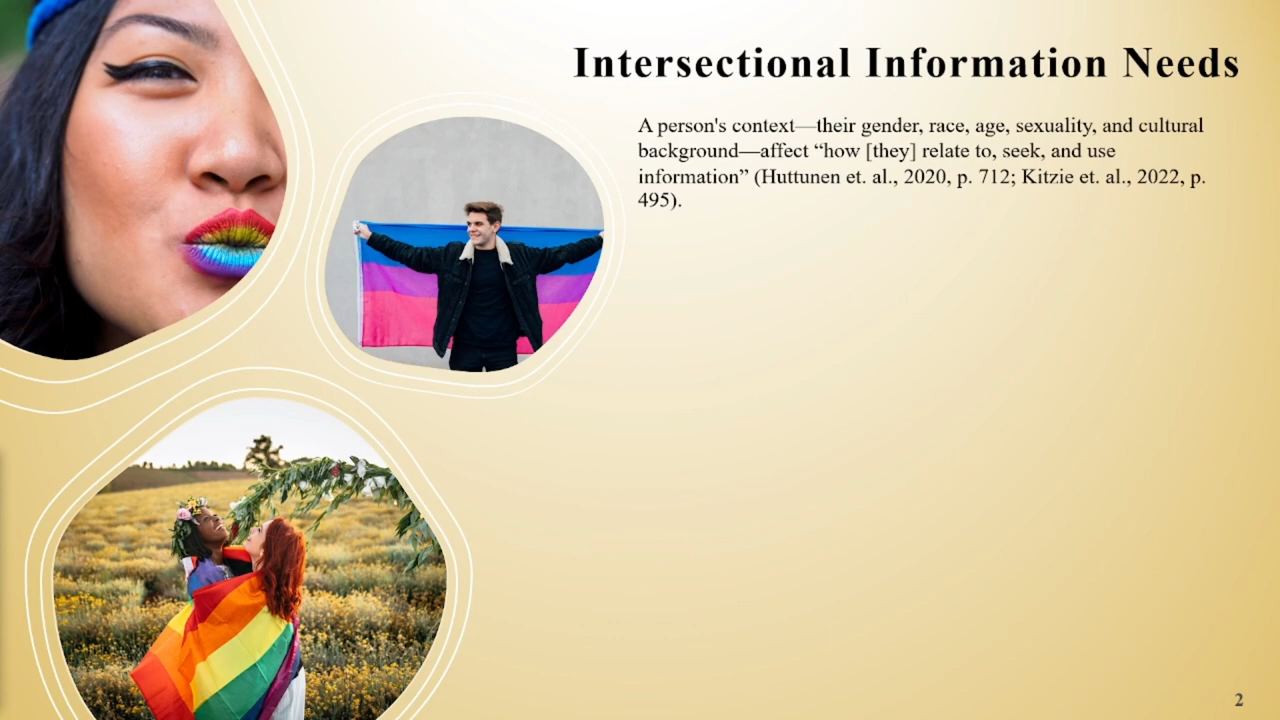 Intersectional Information Needs
A person's context—their gender, race, age, sexuality, and cultural
background—affect “how [they] relate to, seek, and use
information” (Huttunen et. al., 2020, p. 712; Kitzie et. al., 2022, p.
495).
2